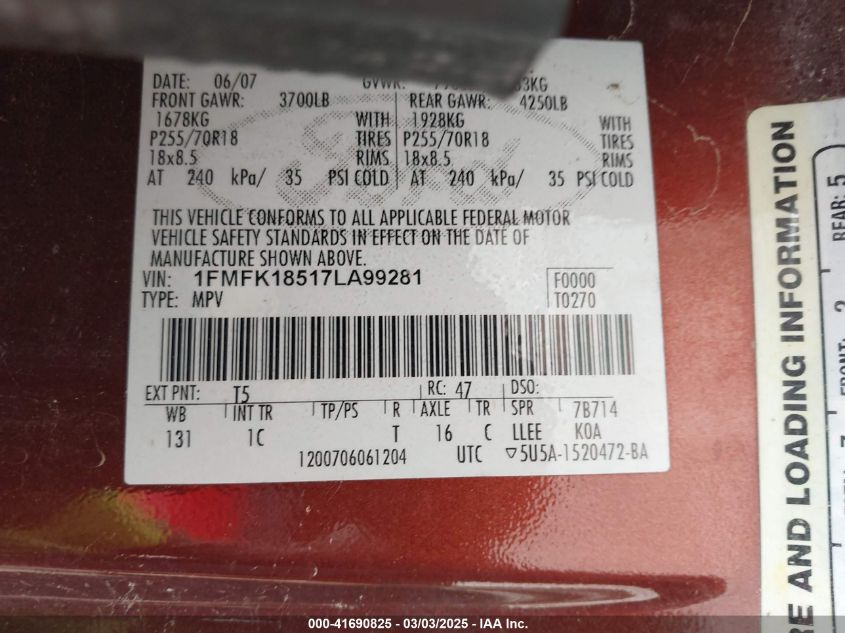 DATE: 06/07 GVWR:
FRONT GAWR: 3700LB REAR GAWR: 4250LB
1678KG WITH 1928KG WITH
P255/70R18 TIRES P255/70R18 TIRES
18x8.5 RIMS 18x8.5 RIMS
AT 240 kPa/ 35 PSI COLD AT 240 kPa/ 35 PSI COLD
Ford
THIS VEHICLE CONFORMS TO ALL APPLICABLE FEDERAL MOTOR
VEHICLE SAFETY STANDARDS IN EFFECT ON THE DATE OF
MANUFACTURE SHOWN ABOVE.
VIN: 1FMFK18517LA99281 F0000
TYPE: MPV T0270
EXT PNT: T5 RC: 47 DSO:
WB INT TR TP/PS R AXLE TR SPR 7B714
131 1C T 16 C LLEE K0A
1200706061204 UTC ▽5U5A-1520472-BA
RE AND LOADING INFORMATION
REAR: 5
000-41690825 - 03/03/2025 - IAA Inc.